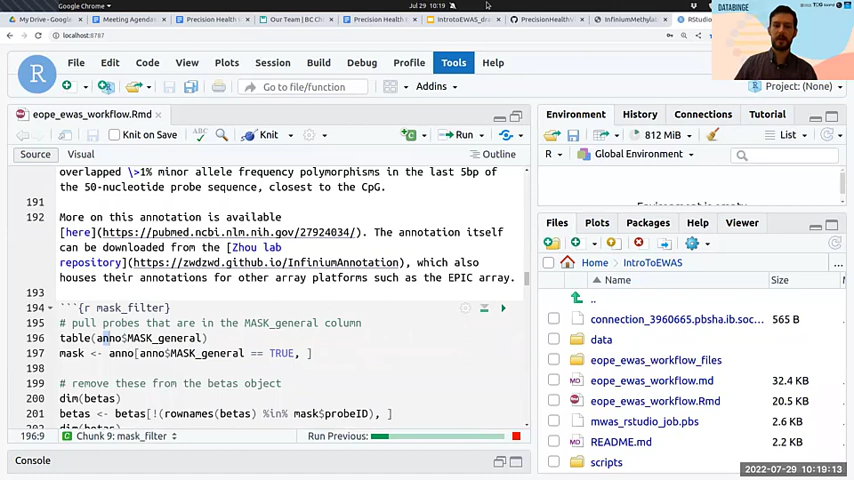 Google Chrome
Jul 29 10:19
My Drive - Google
Meeting Agenda
Precision Health
Our Team | BC Ch
Precision Health
IntrotoEWAS_dra
PrecisionHealthVi
InfiniumMethylat
RStudio
DATABINGE
localhost:8787
File Edit Code View Plots Session Build Debug Profile Tools Help
Go to file/function
Addins
Project: (None)
eope_ewas_workflow.Rmd
Knit on Save
Knit
Run
Source Visual
Outline
overlapped \>1% minor allele frequency polymorphisms in the last 5bp of
the 50-nucleotide probe sequence, closest to the CpG.
191
192 More on this annotation is available
[here](https://pubmed.ncbi.nlm.nih.gov/27924034/). The annotation itself
can be downloaded from the [Zhou lab
repository](https://zwdzwd.github.io/InfiniumAnnotation), which also
houses their annotations for other array platforms such as the EPIC array.
193
194 ```{r mask_filter}
195 # pull probes that are in the MASK_general column
196 table(anno$MASK_general)
197 mask <- anno[anno$MASK_general == TRUE, ]
198
199 # remove these from the betas object
200 dim(betas)
201 betas <- betas[!(rownames(betas) %in% mask$probeID), ]
202 dim(betas)
196:9
Chunk 9: mask_filter
Run Previous:
Console
Environment History Connections Tutorial
812 MiB
List
R
Global Environment
Environment is empty
Files Plots Packages Help Viewer
Home IntroToEWAS
Name Size
..
connection_3960665.pbsha.ib.soc... 565 B
data
eope_ewas_workflow_files
eope_ewas_workflow.md 32.4 KB
eope_ewas_workflow.Rmd 20.5 KB
mwas_rstudio_job.pbs 2.6 KB
README.md 2.2 KB
scripts
2022-07-29 10:19:13